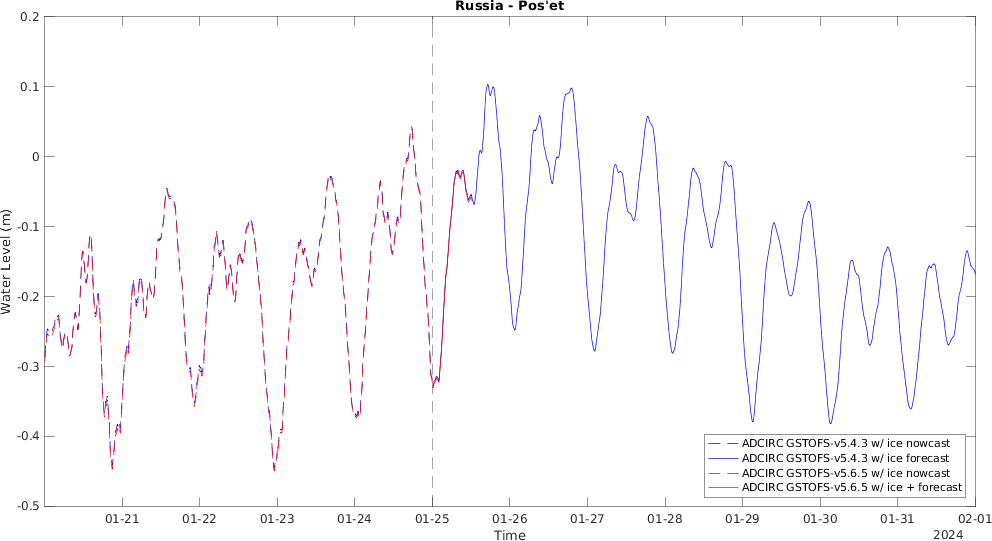 Russia - Pos'et
0.2
0.1
0
-0.1
-0.2
-0.3
-0.4
-0.5
Water Level (m)
ADCIRC GSTOFS-v5.4.3 w/ ice nowcast
ADCIRC GSTOFS-v5.4.3 w/ ice forecast
ADCIRC GSTOFS-v5.6.5 w/ ice nowcast
ADCIRC GSTOFS-v5.6.5 w/ ice + forecast
01-21 01-22 01-23 01-24 01-25 01-26 01-27 01-28 01-29 01-30 01-31 02-01
Time
2024